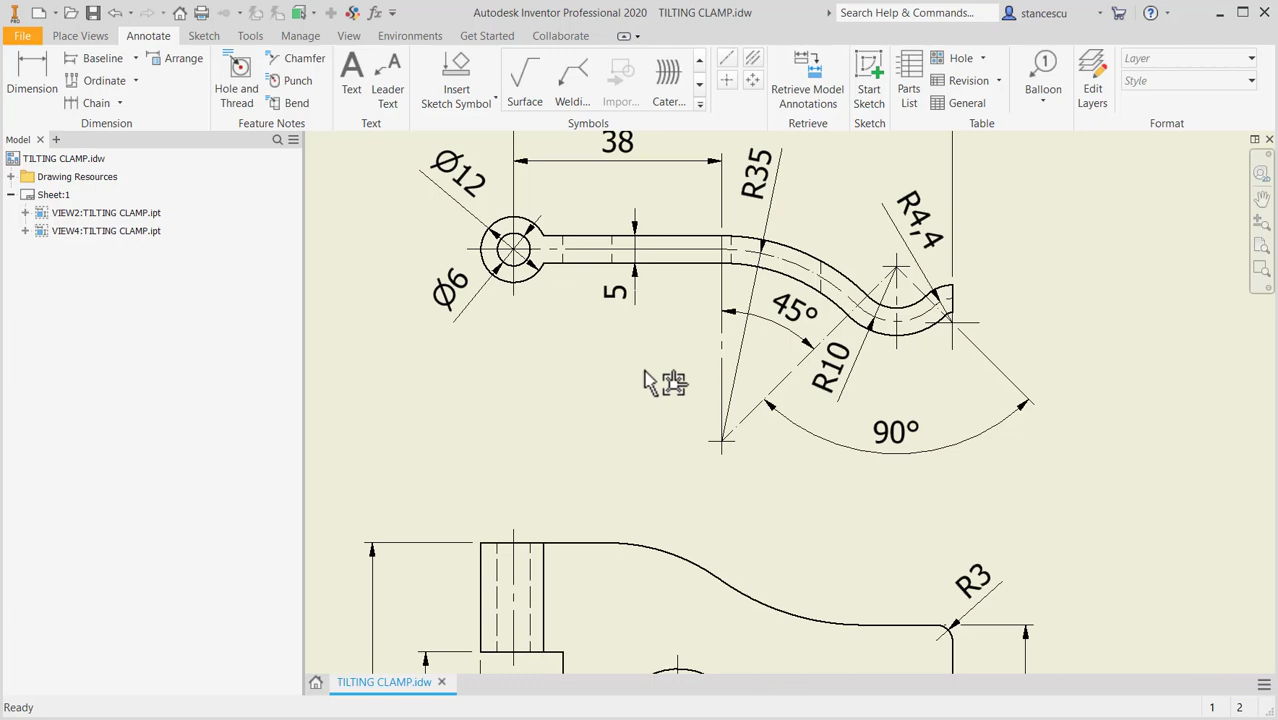 PRO
Autodesk Inventor Professional 2020 TILTING CLAMP.idw
Search Help & Commands...
stancescu
File Place Views Annotate Sketch Tools Manage View Environments Get Started Collaborate
Dimension
Baseline
Ordinate
Chain
Arrange
Dimension
Hole and Thread
Chamfer
Punch
Bend
Feature Notes
Text
Leader Text
Text
Insert Sketch Symbol
Surface
Weldi...
Impor...
Cater...
Symbols
Retrieve Model Annotations
Retrieve
Start Sketch
Sketch
Parts List
Hole
Revision
General
Table
Balloon
Edit Layers
Layer
Style
Format
Model
TILTING CLAMP.idw
Drawing Resources
Sheet:1
VIEW2:TILTING CLAMP.ipt
VIEW4:TILTING CLAMP.ipt
38
Ø12
R35
R4,4
Ø6
5
45°
R10
90°
R3
TILTING CLAMP.idw
Ready
1 2